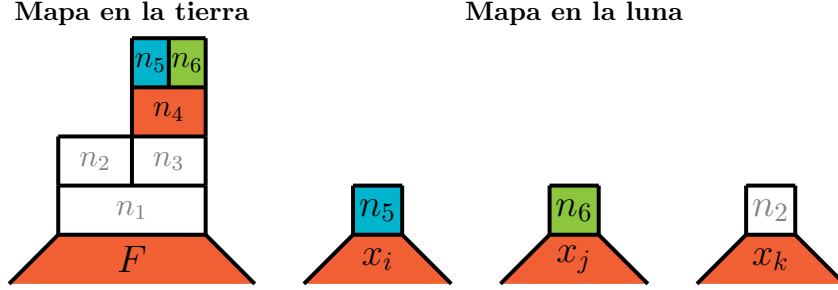 Mapa en la tierra
Mapa en la luna
n₅ n₆
n₄
n₂ n₃
n₁
F
n₅ n₆ n₂
xᵢ xⱼ xₖ